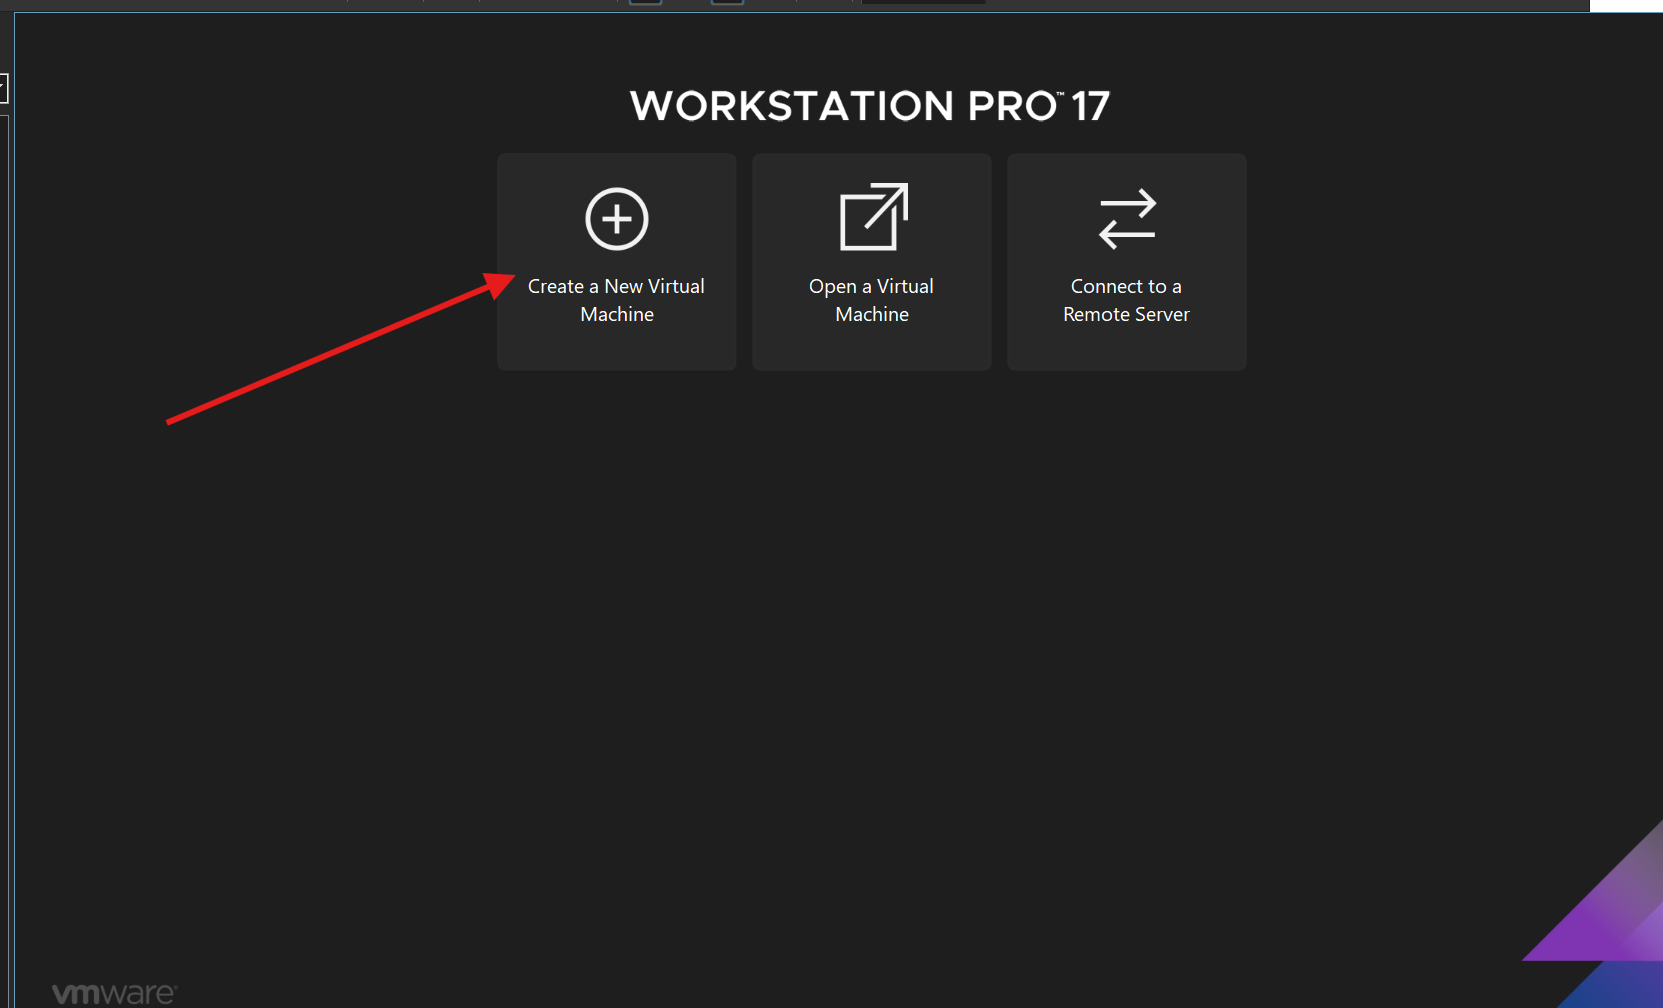 WORKSTATION PRO™ 17
Create a New Virtual
Machine
Open a Virtual
Machine
Connect to a
Remote Server
vmware®